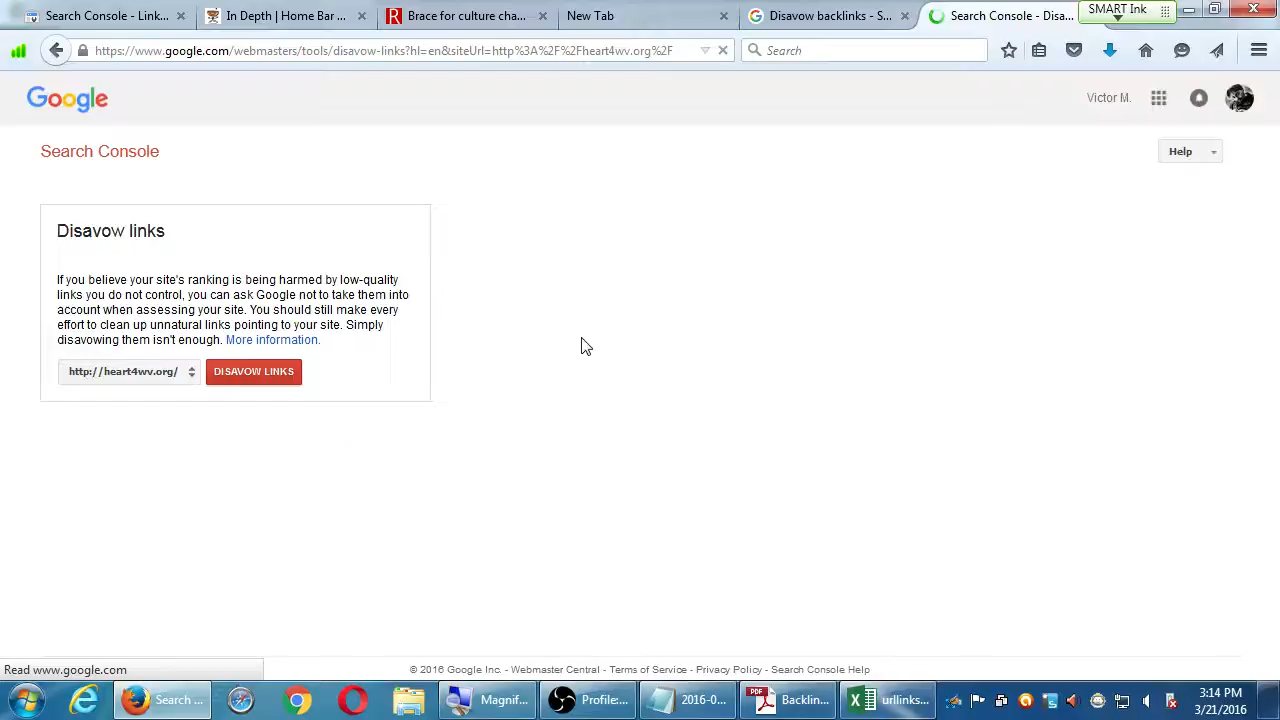 Search Console - Link...
In Depth | Home Bar ...
Brace for culture cha...
New Tab
Disavow backlinks - S...
Search Console - Disa...
SMART Ink
https://www.google.com/webmasters/tools/disavow-links?hl=en&siteUrl=http%3A%2F%2Fheart4wv.org%2F
Search
Google
Victor M.
Search Console
Help
Disavow links
If you believe your site's ranking is being harmed by low-quality
links you do not control, you can ask Google not to take them into
account when assessing your site. You should still make every
effort to clean up unnatural links pointing to your site. Simply
disavowing them isn't enough. More information.
http://heart4wv.org/
DISAVOW LINKS
Read www.google.com
© 2016 Google Inc. - Webmaster Central - Terms of Service - Privacy Policy - Search Console Help
Search ...
Magnif...
Profile:...
2016-0...
Backlin...
urllinks...
3:14 PM
3/21/2016